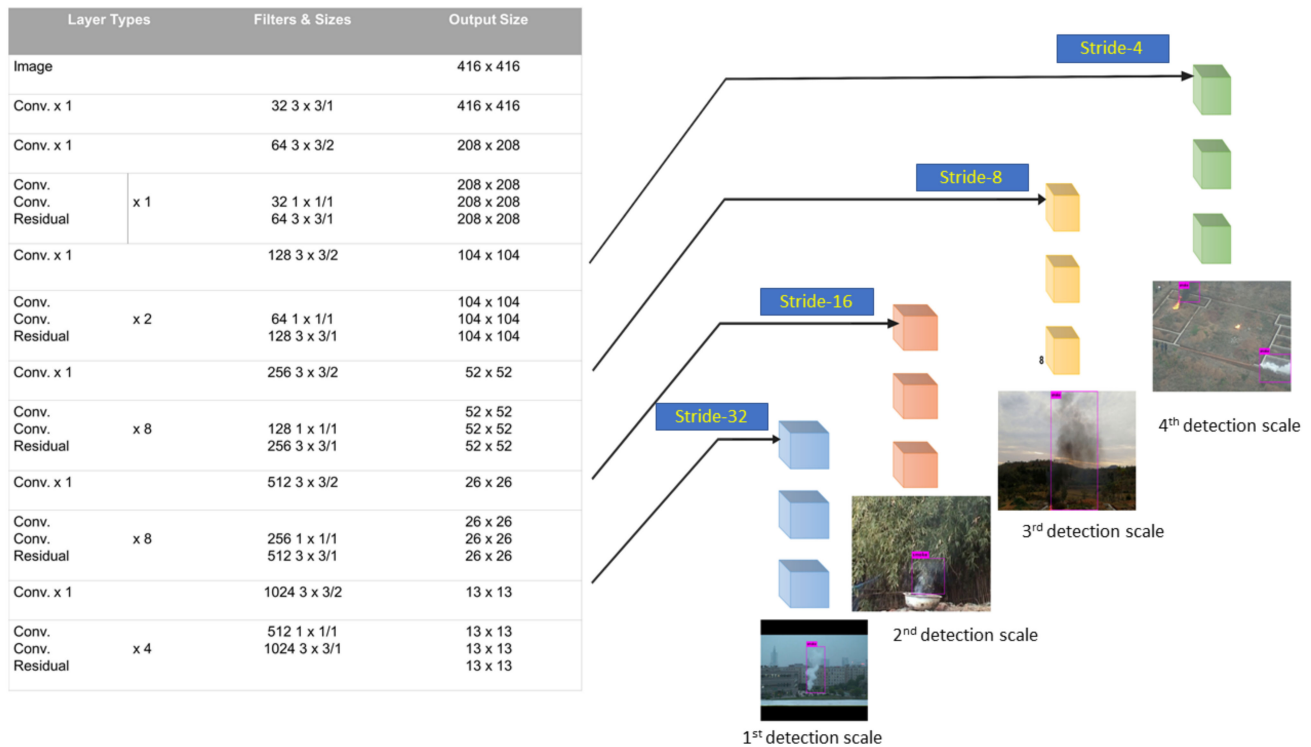 Layer Types Filters & Sizes Output Size
Image 416 x 416
Conv. x 1 32 3 x 3/1 416 x 416
Conv. x 1 64 3 x 3/2 208 x 208
Conv. 208 x 208
Conv. x 1 32 1 x 1/1 208 x 208
Residual 64 3 x 3/1 208 x 208
Conv. x 1 128 3 x 3/2 104 x 104
Conv. 104 x 104
Conv. x 2 64 1 x 1/1 104 x 104
Residual 128 3 x 3/1 104 x 104
Conv. x 1 256 3 x 3/2 52 x 52
Conv. 52 x 52
Conv. x 8 128 1 x 1/1 52 x 52
Residual 256 3 x 3/1 52 x 52
Conv. x 1 512 3 x 3/2 26 x 26
Conv. 26 x 26
Conv. x 8 256 1 x 1/1 26 x 26
Residual 512 3 x 3/1 26 x 26
Conv. x 1 1024 3 x 3/2 13 x 13
Conv. 512 1 x 1/1 13 x 13
Conv. x 4 1024 3 x 3/1 13 x 13
Residual 13 x 13
Stride-4
Stride-8
Stride-16
Stride-32
8
4th detection scale
3rd detection scale
2nd detection scale
1st detection scale